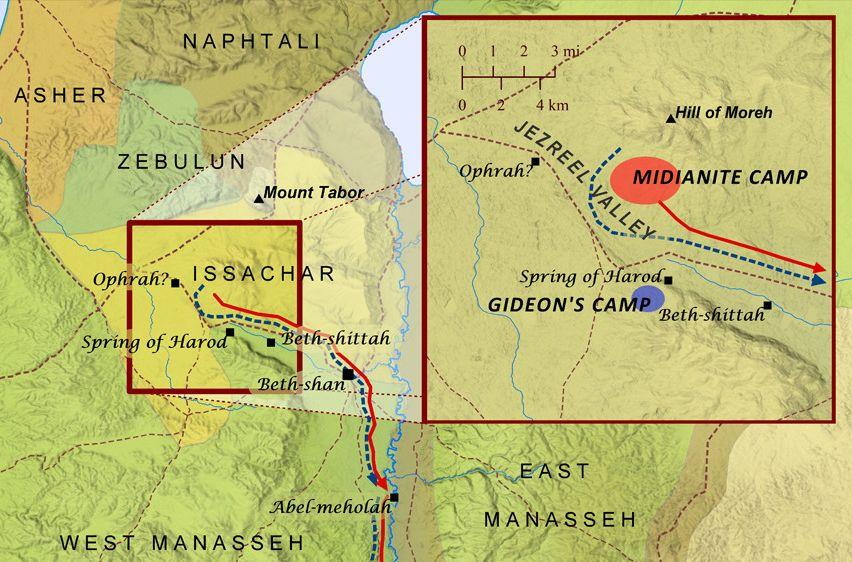 NAPHTALI
ASHER
ZEBULUN
Mount Tabor
ISSACHAR
Ophrah?
Spring of Harod
Beth-shittah
Beth-shan
Abel-meholah
WEST MANASSEH
EAST
MANASSEH
0 1 2 3 mi
0 2 4 km
Hill of Moreh
JEZREEL VALLEY
Ophrah?
MIDIANITE CAMP
Spring of Harod
GIDEON'S CAMP
Beth-shittah